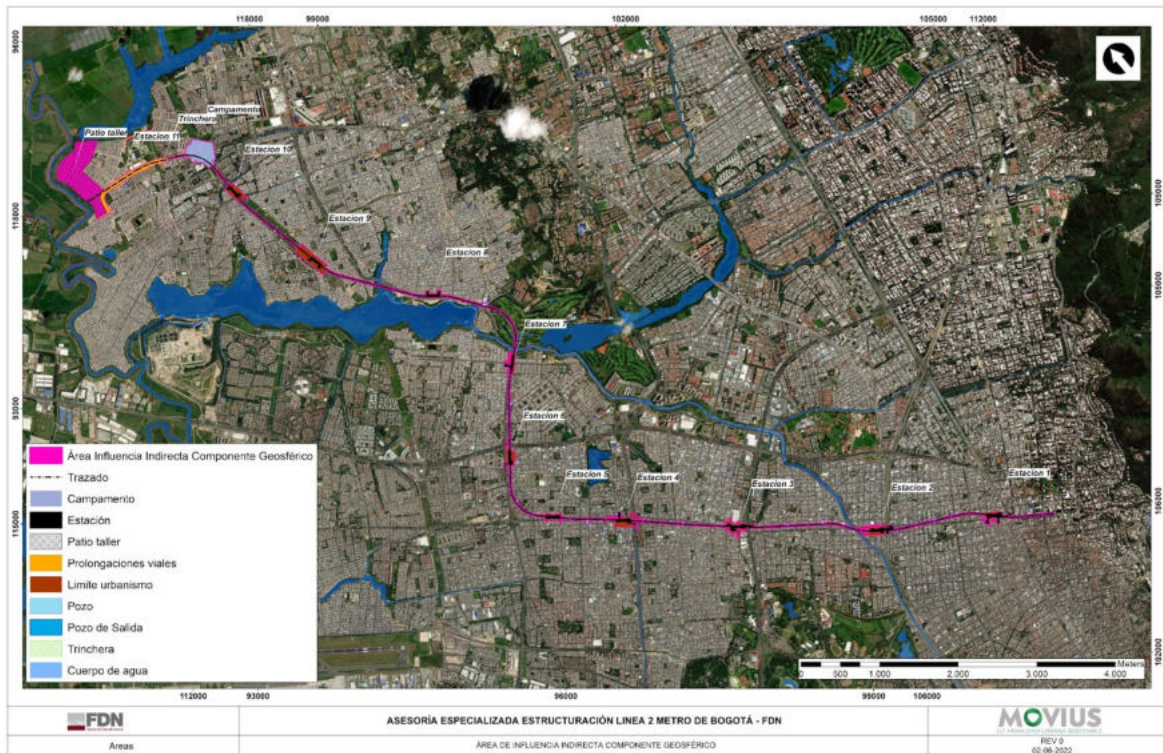 118000 99000 102000 105000 112000
96000
Campamento
Trinchera
Patio taller
Estacion 11
Estacion 10
118000
109000
Estacion 9
Estacion 8
105000
Estacion 7
93000
Estacion 6
Área Influencia Indirecta Componente Geosférico
Trazado
Campamento
Estación
Patio taller
Prolongaciones viales
Limite urbanismo
Pozo
Pozo de Salida
Trinchera
Cuerpo de agua
Estacion 5
Estacion 4
Estacion 3
Estacion 2
Estacion 1
115000
106000
102000
Meters
0 500 1.000 2.000 3.000 4.000
112000 93000 96000 99000 106000
FDN
ASESORÍA ESPECIALIZADA ESTRUCTURACIÓN LINEA 2 METRO DE BOGOTÁ - FDN
MOVIUS
Areas
ÁREA DE INFLUENCIA INDIRECTA COMPONENTE GEOSFÉRICO
REV 0
02-06-2022